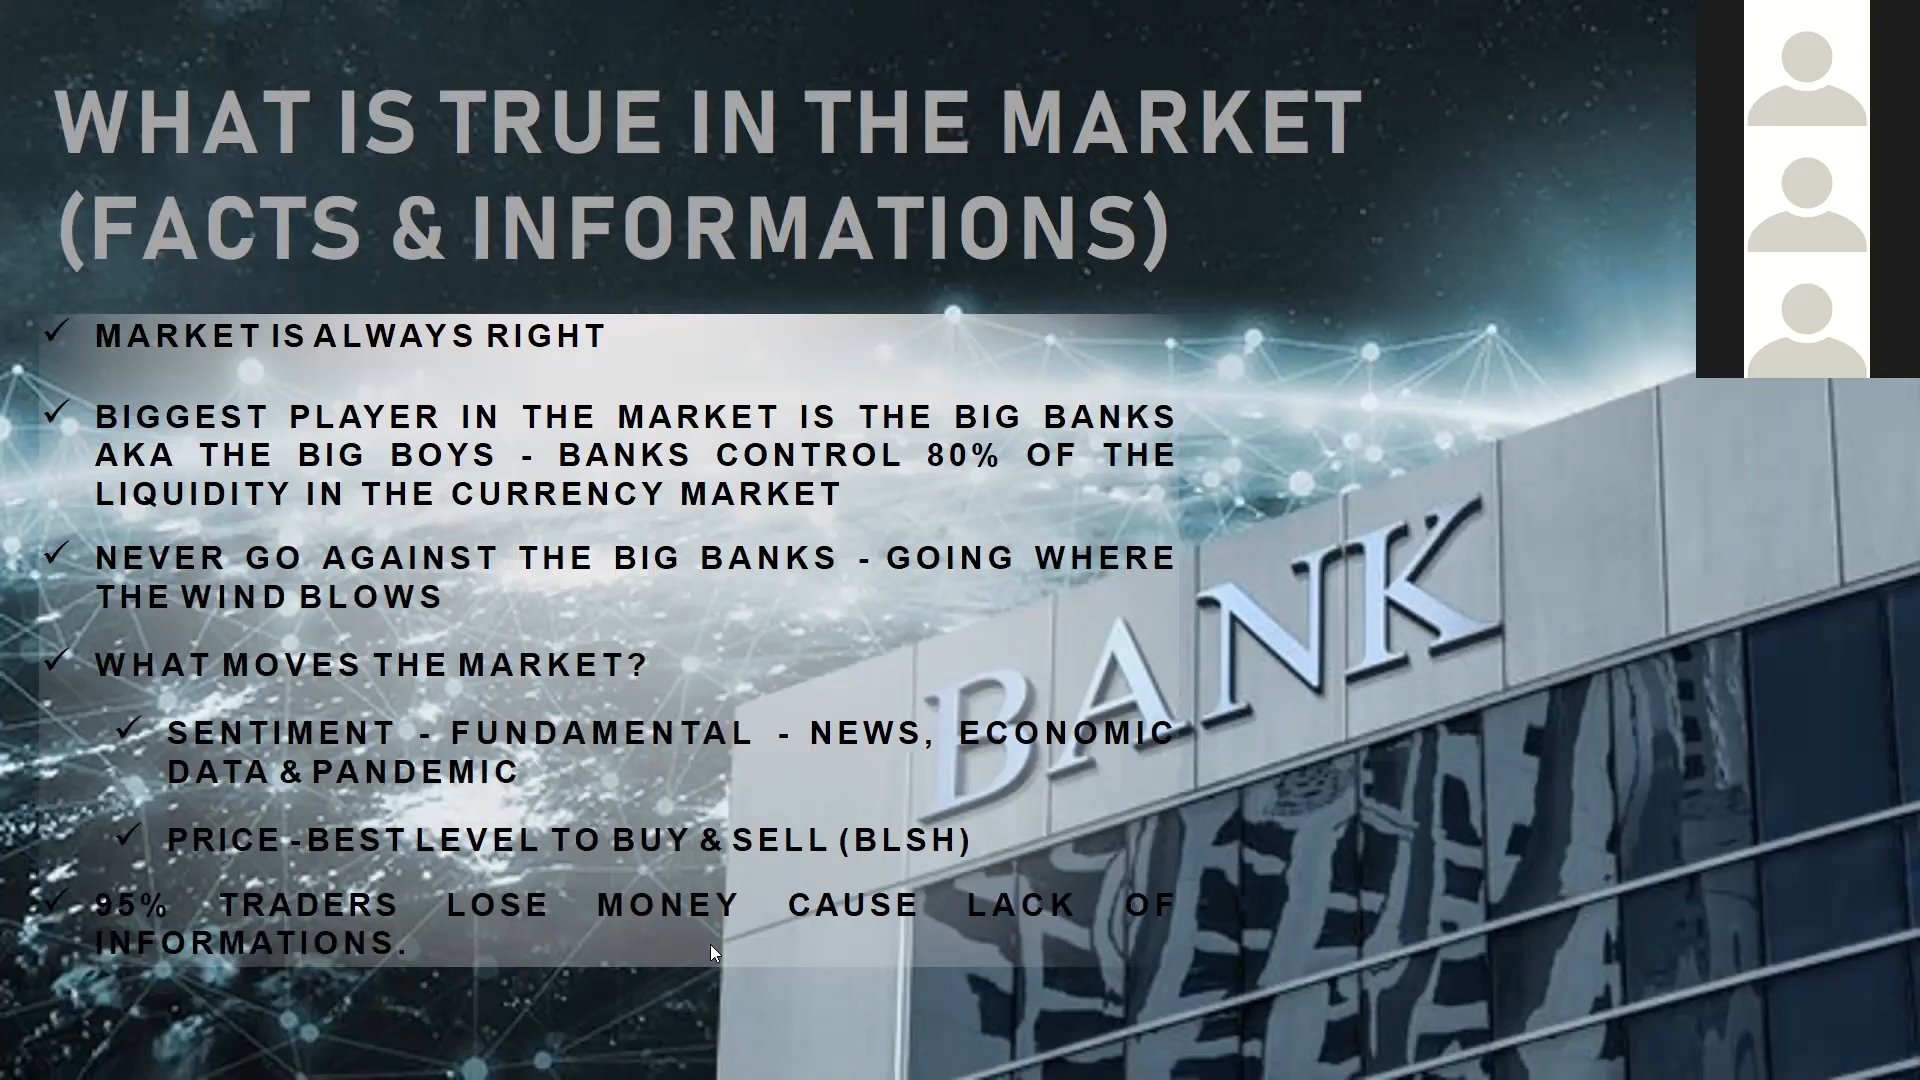 WHAT IS TRUE IN THE MARKET
(FACTS & INFORMATIONS)
MARKET IS ALWAYS RIGHT
BIGGEST PLAYER IN THE MARKET IS THE BIG BANKS
AKA THE BIG BOYS - BANKS CONTROL 80% OF THE
LIQUIDITY IN THE CURRENCY MARKET
NEVER GO AGAINST THE BIG BANKS - GOING WHERE
THE WIND BLOWS
WHAT MOVES THE MARKET?
SENTIMENT - FUNDAMENTAL - NEWS, ECONOMIC
DATA & PANDEMIC
PRICE - BEST LEVEL TO BUY & SELL (BLSH)
95% TRADERS LOSE MONEY CAUSE LACK OF
INFORMATIONS.
BANK